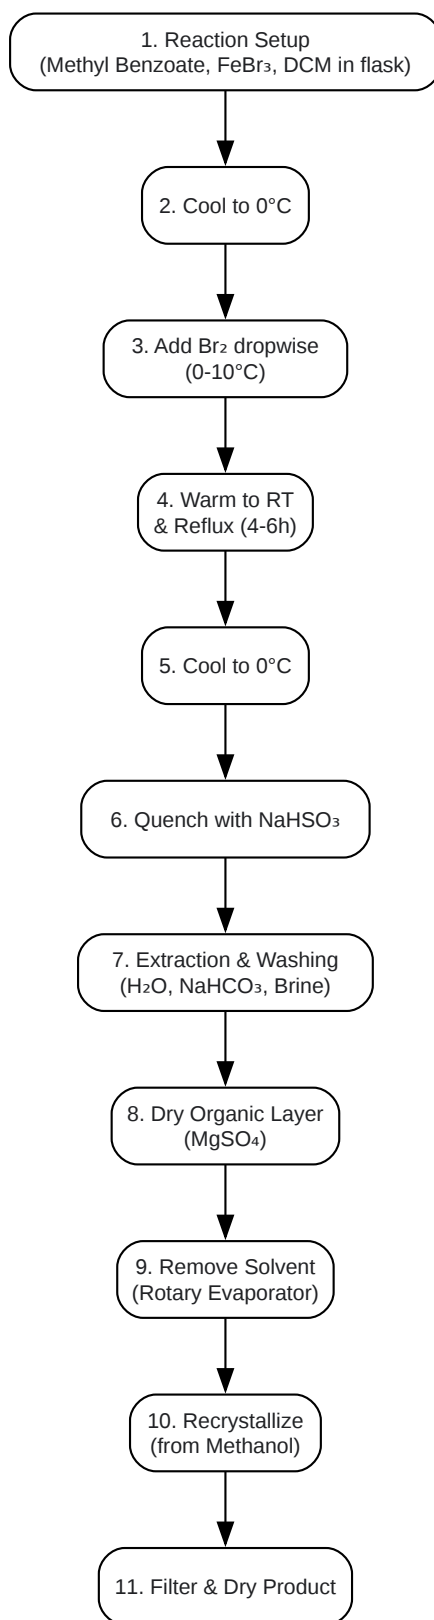 1. Reaction Setup
(Methyl Benzoate, FeBr₃, DCM in flask)
2. Cool to 0°C
3. Add Br₂ dropwise
(0-10°C)
4. Warm to RT
& Reflux (4-6h)
5. Cool to 0°C
6. Quench with NaHSO₃
7. Extraction & Washing
(H₂O, NaHCO₃, Brine)
8. Dry Organic Layer
(MgSO₄)
9. Remove Solvent
(Rotary Evaporator)
10. Recrystallize
(from Methanol)
11. Filter & Dry Product